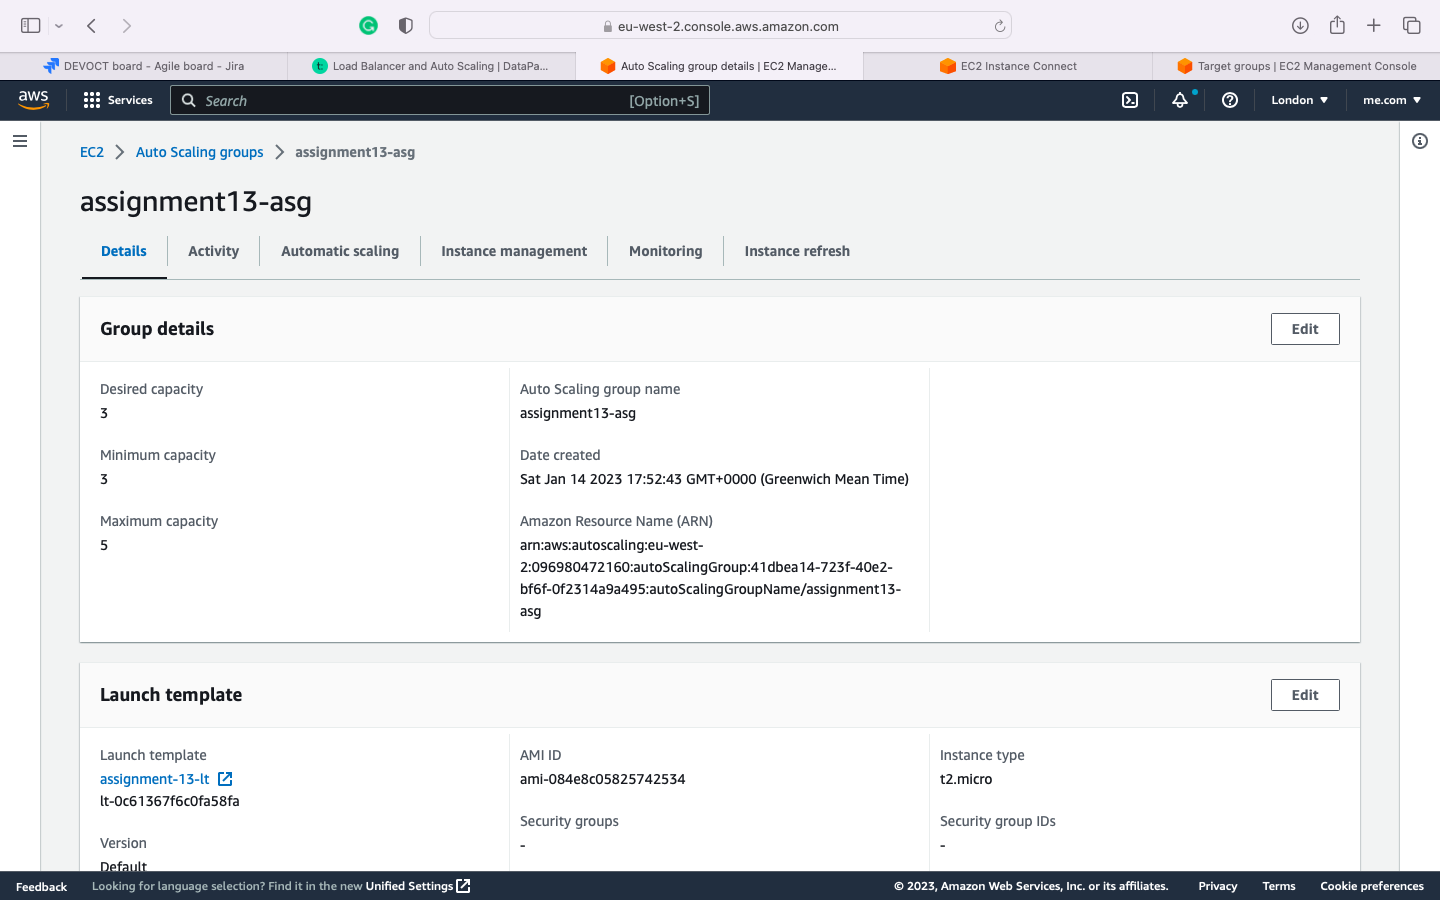 eu-west-2.console.aws.amazon.com
DEVOCT board - Agile board - Jira
Load Balancer and Auto Scaling | DataPa...
Auto Scaling group details | EC2 Manage...
EC2 Instance Connect
Target groups | EC2 Management Console
aws
Services
Search
[Option+S]
London
me.com
EC2
Auto Scaling groups
assignment13-asg
assignment13-asg
Details
Activity
Automatic scaling
Instance management
Monitoring
Instance refresh
Group details
Edit
Desired capacity
3
Minimum capacity
3
Maximum capacity
5
Auto Scaling group name
assignment13-asg
Date created
Sat Jan 14 2023 17:52:43 GMT+0000 (Greenwich Mean Time)
Amazon Resource Name (ARN)
arn:aws:autoscaling:eu-west-
2:096980472160:autoScalingGroup:41dbea14-723f-40e2-
bf6f-0f2314a9a495:autoScalingGroupName/assignment13-
asg
Launch template
Edit
Launch template
assignment-13-lt
lt-0c61367f6c0fa58fa
Version
Default
AMI ID
ami-084e8c05825742534
Security groups
-
Instance type
t2.micro
Security group IDs
-
Feedback
Looking for language selection? Find it in the new Unified Settings
© 2023, Amazon Web Services, Inc. or its affiliates.
Privacy
Terms
Cookie preferences